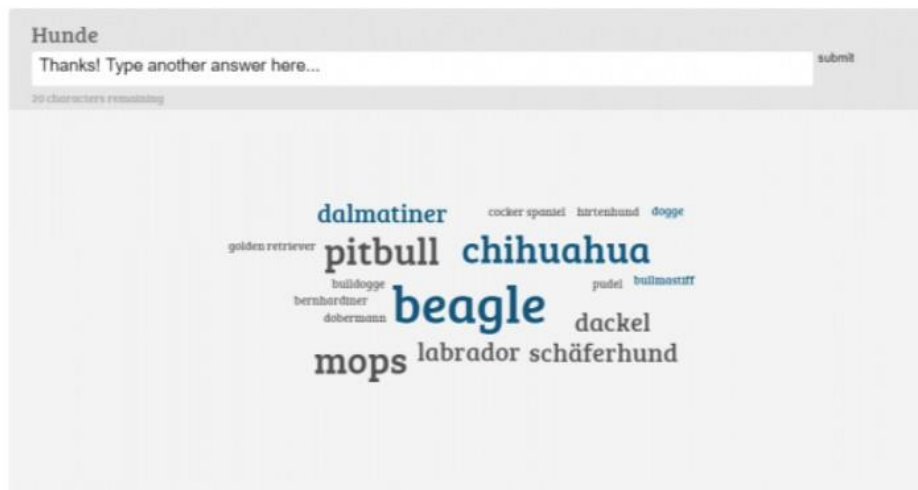 Hunde
Thanks! Type another answer here...
submit
20 characters remaining
dalmatiner cocker spaniel hirtenhund dogge
golden retriever pitbull chihuahua
bulldogge pudel bullmastiff
bernhardiner beagle
dobermann dackel
mops labrador schäferhund